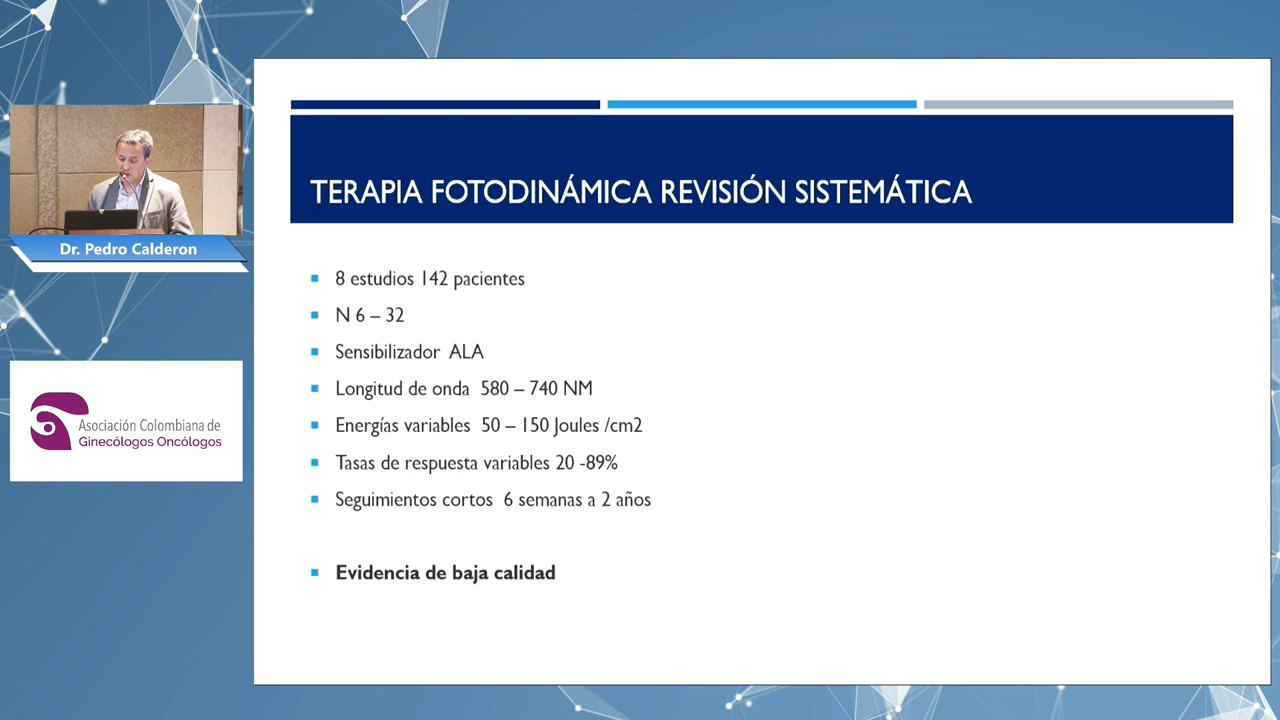 TERAPIA FOTODINÁMICA REVISIÓN SISTEMÁTICA
8 estudios 142 pacientes
N 6 – 32
Sensibilizador ALA
Longitud de onda 580 – 740 NM
Energías variables 50 – 150 Joules /cm2
Tasas de respuesta variables 20 -89%
Seguimientos cortos 6 semanas a 2 años
Evidencia de baja calidad
Dr. Pedro Calderon
Asociación Colombiana de
Ginecólogos Oncólogos